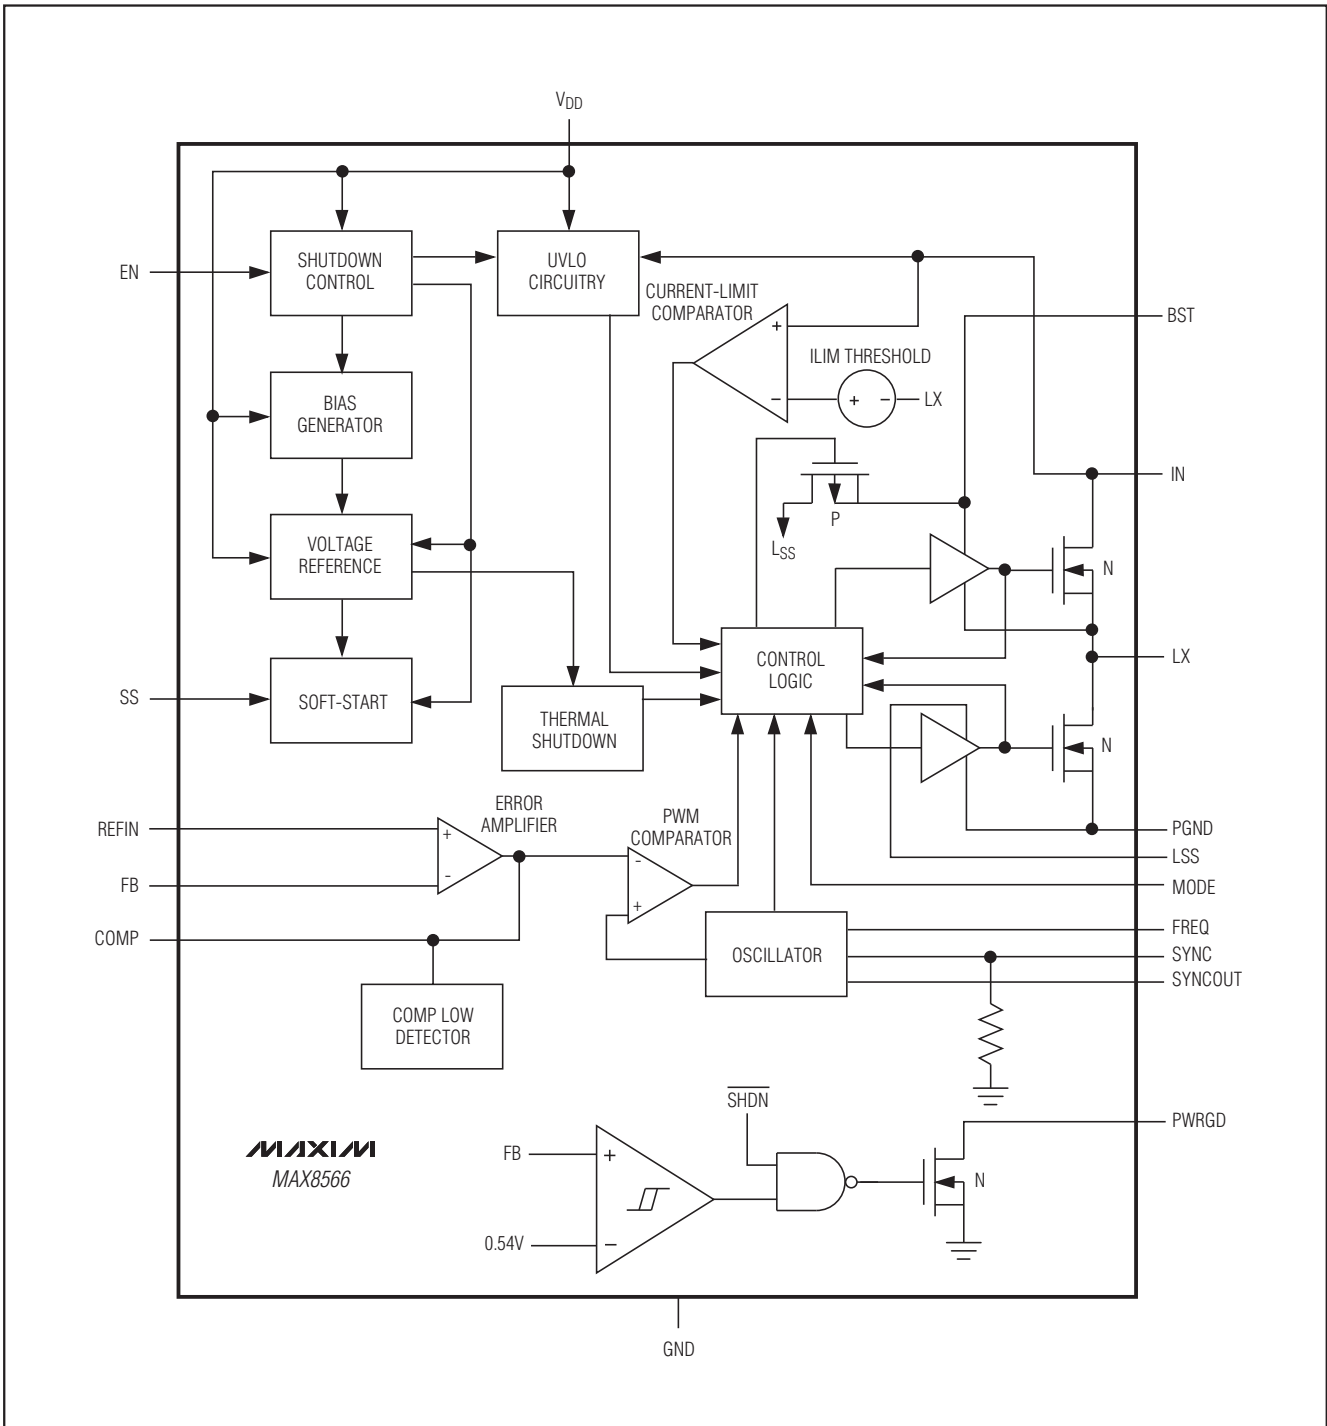 VDD
EN
SHUTDOWN
CONTROL
UVLO
CIRCUITRY
CURRENT-LIMIT
COMPARATOR
+
−
ILIM THRESHOLD
+ −
LX
BST
BIAS
GENERATOR
IN
P
LSS
N
VOLTAGE
REFERENCE
CONTROL
LOGIC
LX
SS
SOFT-START
THERMAL
SHUTDOWN
N
ERROR
AMPLIFIER
PWM
COMPARATOR
REFIN
+
-
FB
-
+
PGND
LSS
MODE
COMP
OSCILLATOR
FREQ
SYNC
SYNCOUT
COMP LOW
DETECTOR
SHDN
PWRGD
MAXIM
MAX8566
FB
+
N
0.54V
−
GND